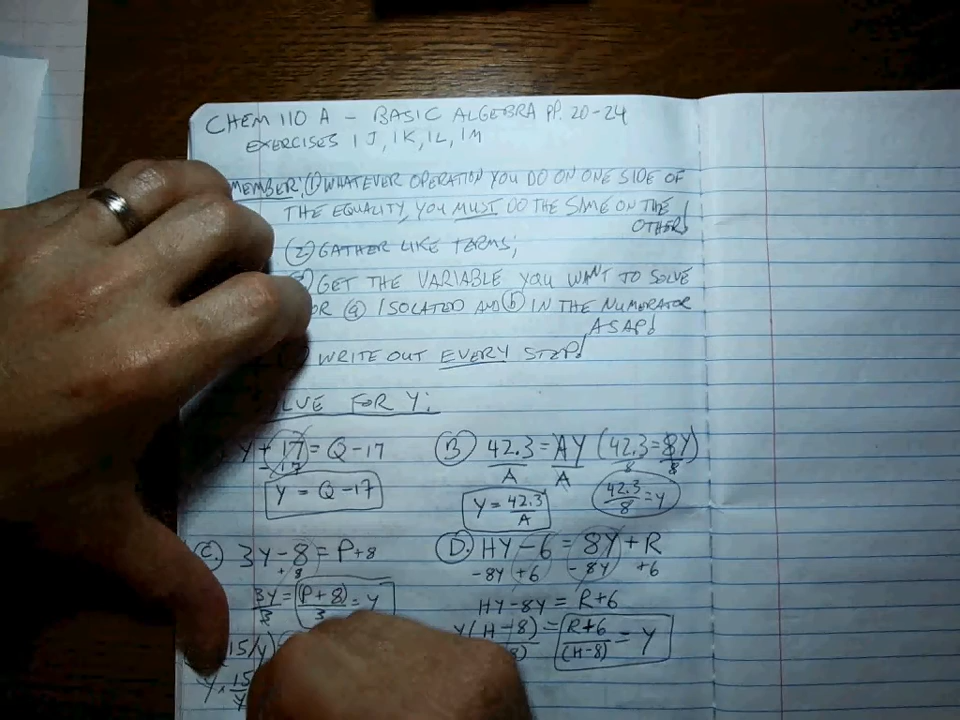 CHEM 110 A - BASIC ALGEBRA PP. 20-24
EXERCISES 1J, 1K, 1L, 1M
MEMBER: (1) WHATEVER OPERATION YOU DO ON ONE SIDE OF
THE EQUALITY, YOU MUST DO THE SAME ON THE
OTHER!
(2) GATHER LIKE TERMS;
GET THE VARIABLE YOU WANT TO SOLVE
OR (a) ISOLATED AND (b) IN THE NUMERATOR
ASAP!
WRITE OUT EVERY STEP!
LVE FOR Y:
Y + 17 = Q - 17
- 17
Y = Q - 17
(B) 42.3 = AY (42.3 = 8Y)
A A 8 8
Y = 42.3/A
42.3/8 = Y
(C.) 3Y - 8 = P + 8
+ 8
3Y/3 = (P + 8)/3 = Y
(D.) HY - 6 = 8Y + R
-8Y +6 -8Y +6
HY - 8Y = R + 6
Y(H - 8) = R + 6/(H - 8) = Y
8)
15/Y)
Y · 15/Y